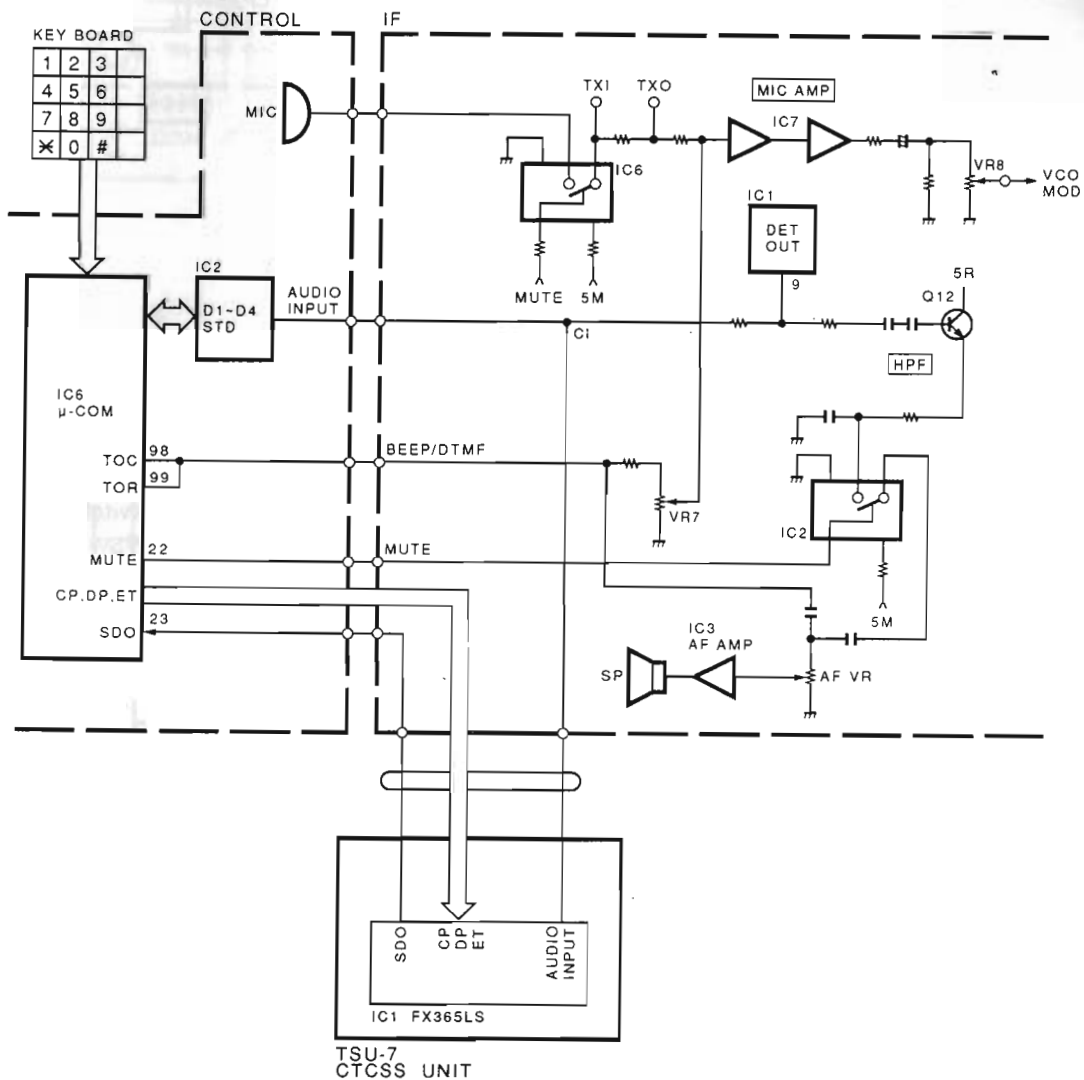 CONTROL
IF
KEY BOARD
1 2 3
4 5 6
7 8 9
* 0 #
MIC
TXI
TXO
MIC AMP
IC7
IC6
VR8
VCO
MOD
IC1
DET
OUT
9
MUTE
5M
5R
Q12
IC2
D1~D4
STD
AUDIO
INPUT
CI
HPF
IC6
μ-COM
TOC
98
TOR
99
BEEP/DTMF
VR7
IC2
MUTE
22
MUTE
CP,DP,ET
SDO
23
5M
IC3
AF AMP
SP
AF VR
SDO
CP
DP
ET
AUDIO
INPUT
IC1 FX365LS
TSU-7
CTCSS UNIT